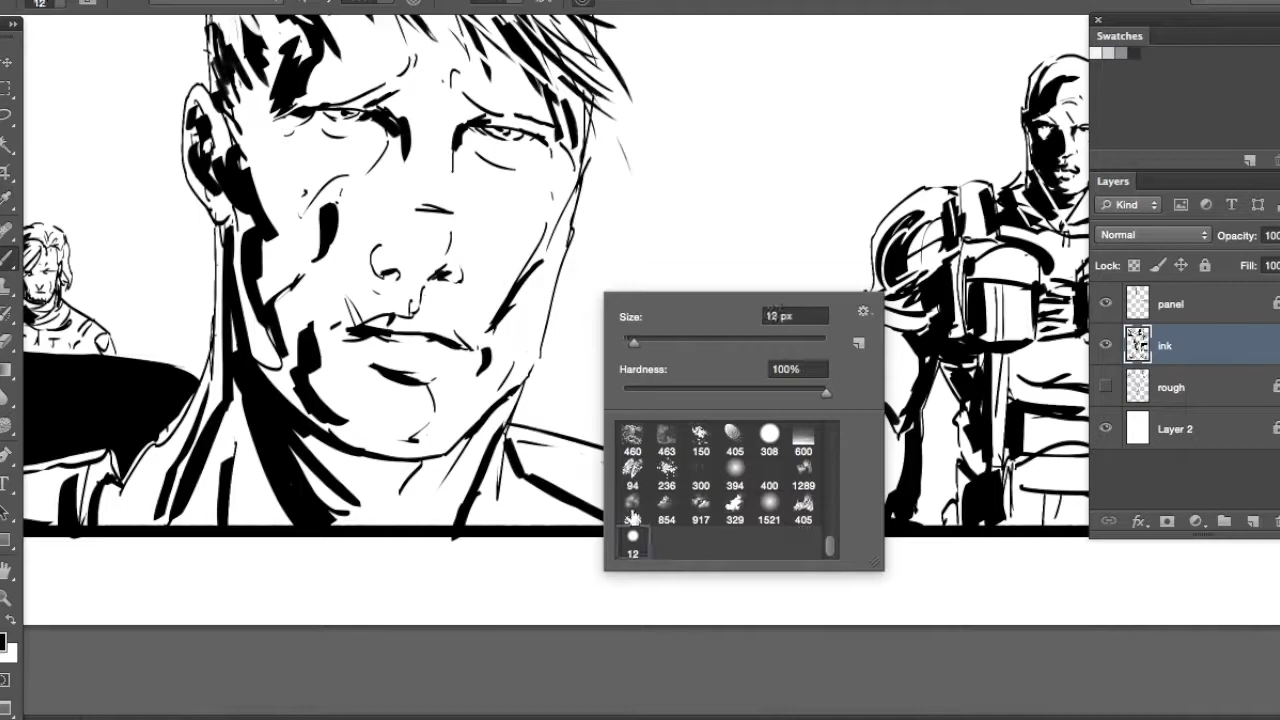 12
Swatches
Layers
Kind
Normal
Opacity:
Lock:
Fill:
panel
ink
rough
Layer 2
Size:
12 px
Hardness:
100%
460 463 150 405 308 600
94 236 300 394 400 1289
854 917 329 1521 405
12